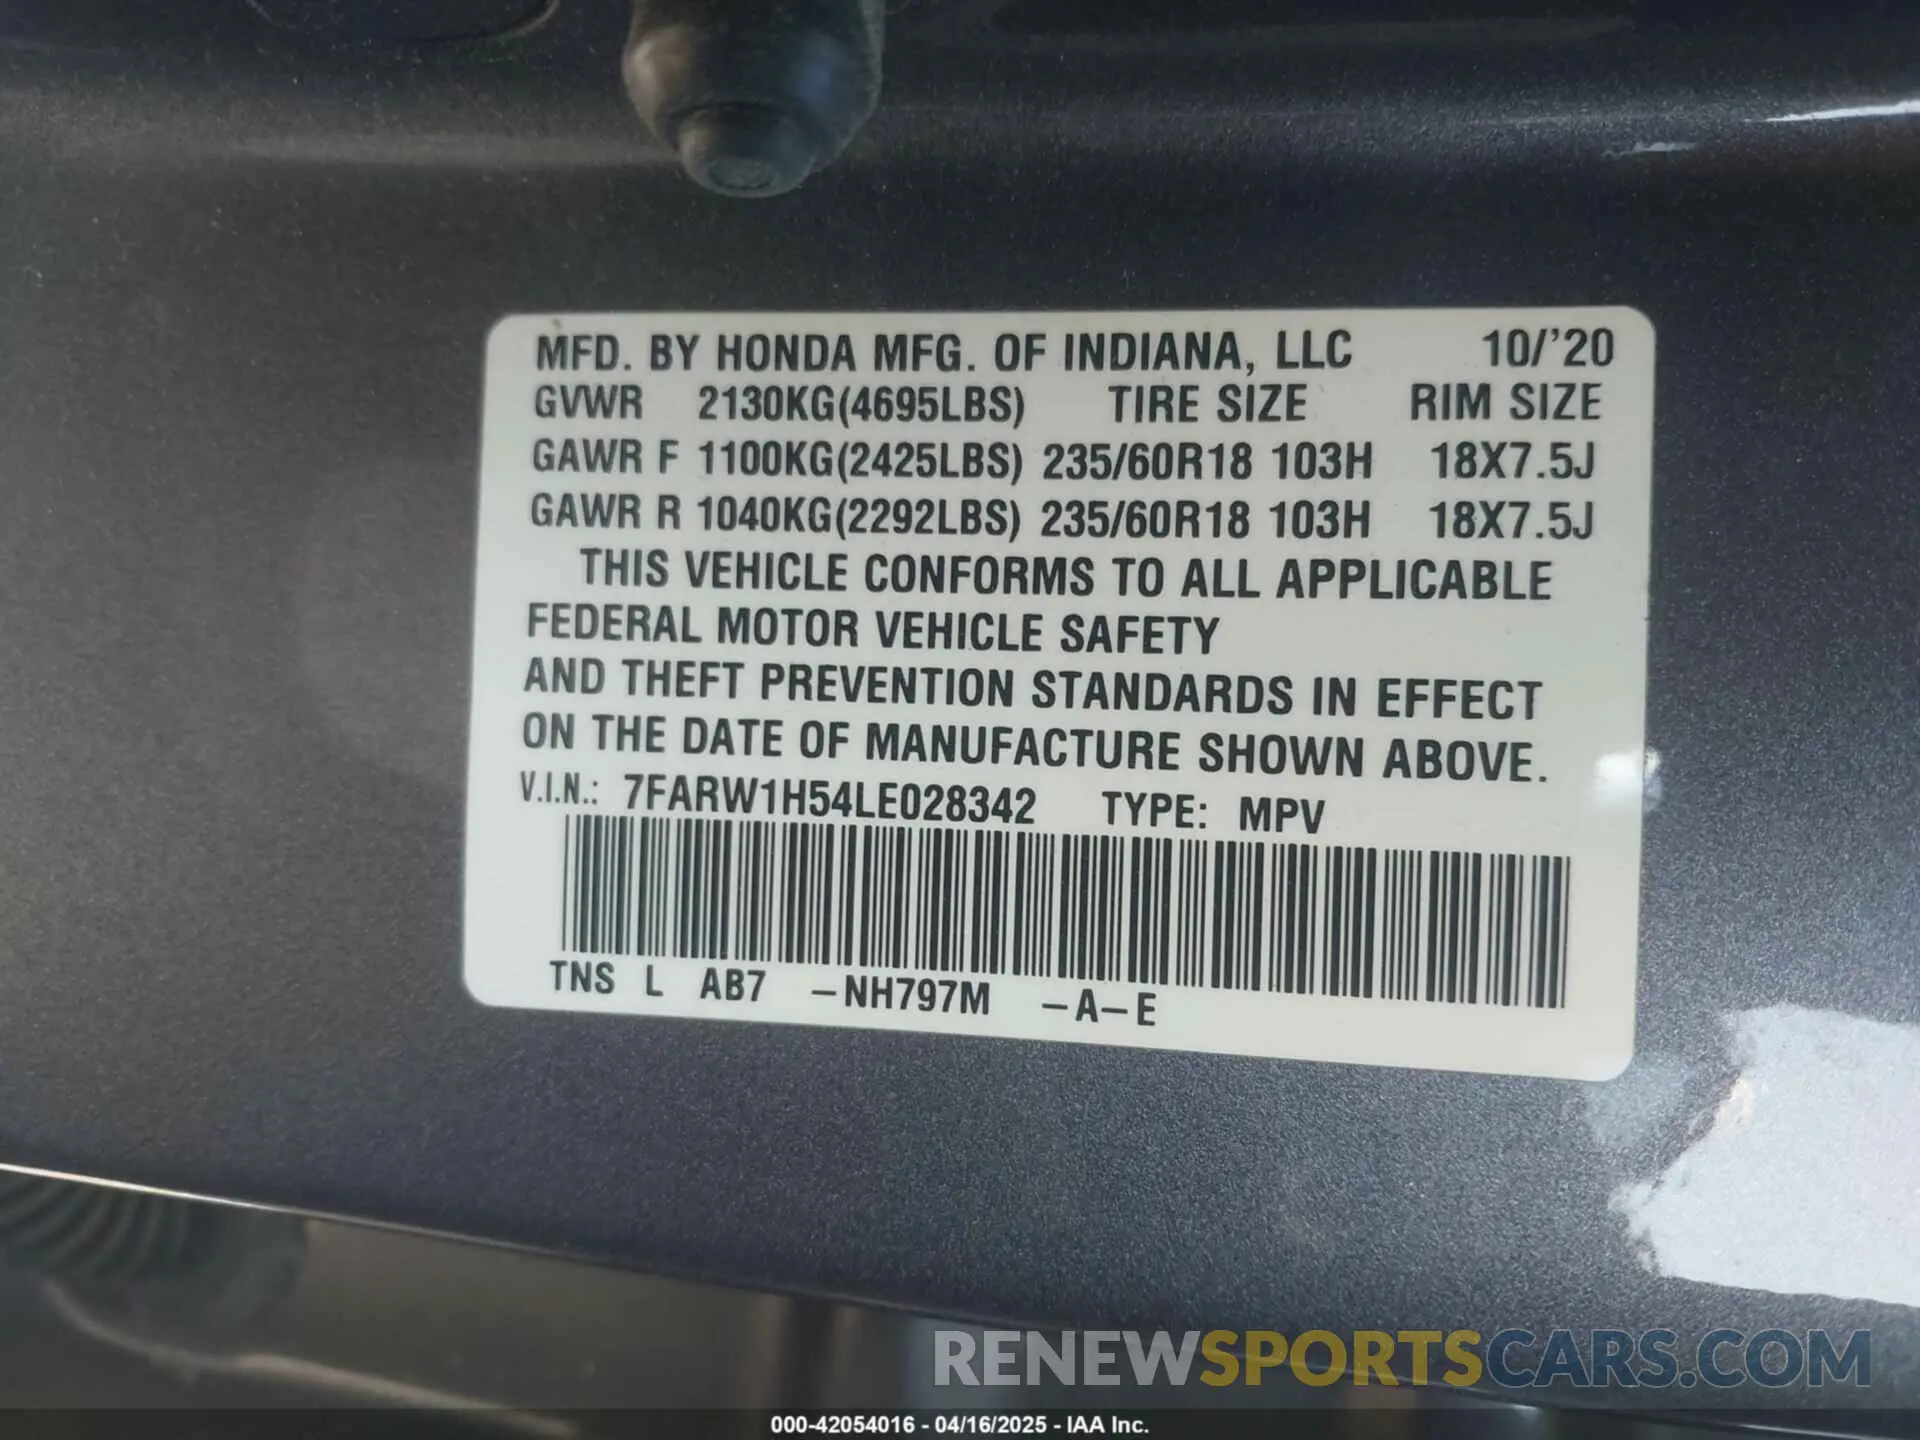 MFD. BY HONDA MFG. OF INDIANA, LLC 10/'20
GVWR 2130KG(4695LBS) TIRE SIZE RIM SIZE
GAWR F 1100KG(2425LBS) 235/60R18 103H 18X7.5J
GAWR R 1040KG(2292LBS) 235/60R18 103H 18X7.5J
THIS VEHICLE CONFORMS TO ALL APPLICABLE
FEDERAL MOTOR VEHICLE SAFETY
AND THEFT PREVENTION STANDARDS IN EFFECT
ON THE DATE OF MANUFACTURE SHOWN ABOVE.
V.I.N.: 7FARW1H54LE028342 TYPE: MPV
TNS L AB7 –NH797M –A–E
RENEWSPORTSCARS.COM
000-42054016 - 04/16/2025 - IAA Inc.